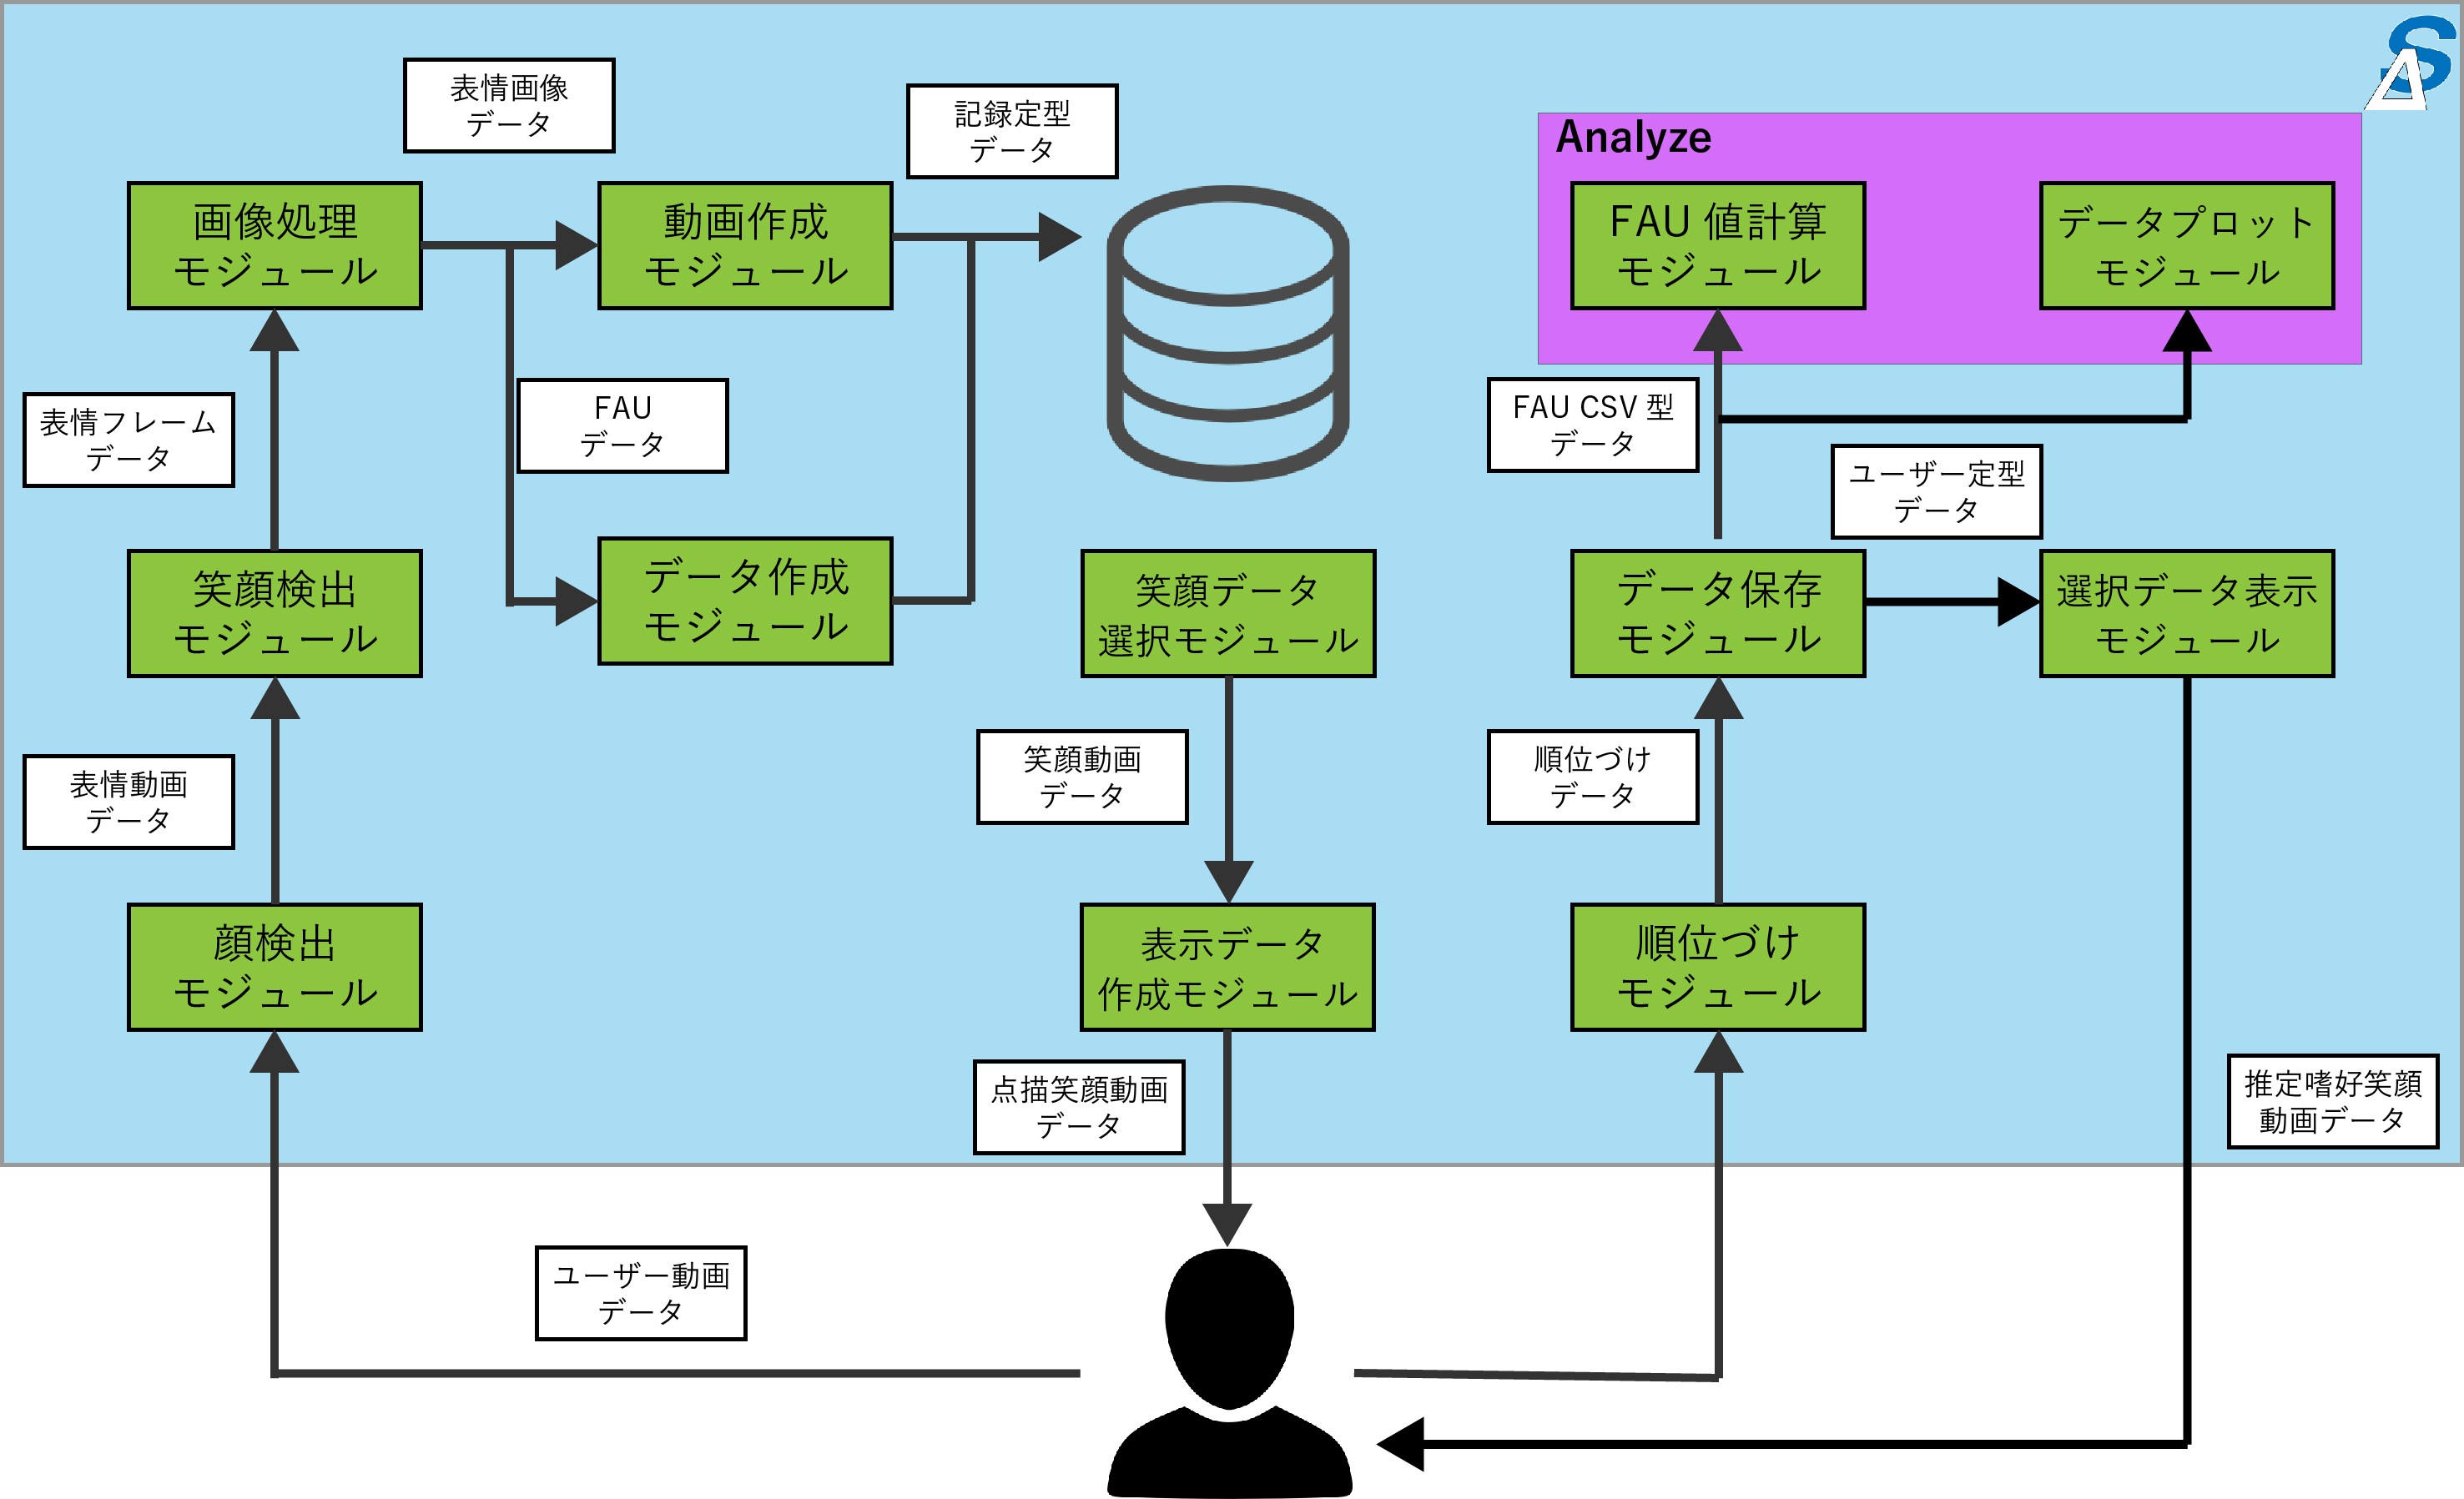 表情画像
データ
記録定型
データ
Analyze
画像処理
モジュール
動画作成
モジュール
FAU 値計算
モジュール
データプロット
モジュール
表情フレーム
データ
FAU
データ
FAU CSV 型
データ
ユーザー定型
データ
笑顔検出
モジュール
データ作成
モジュール
笑顔データ
選択モジュール
データ保存
モジュール
選択データ表示
モジュール
表情動画
データ
笑顔動画
データ
順位づけ
データ
顔検出
モジュール
表示データ
作成モジュール
順位づけ
モジュール
点描笑顔動画
データ
推定嗜好笑顔
動画データ
ユーザー動画
データ